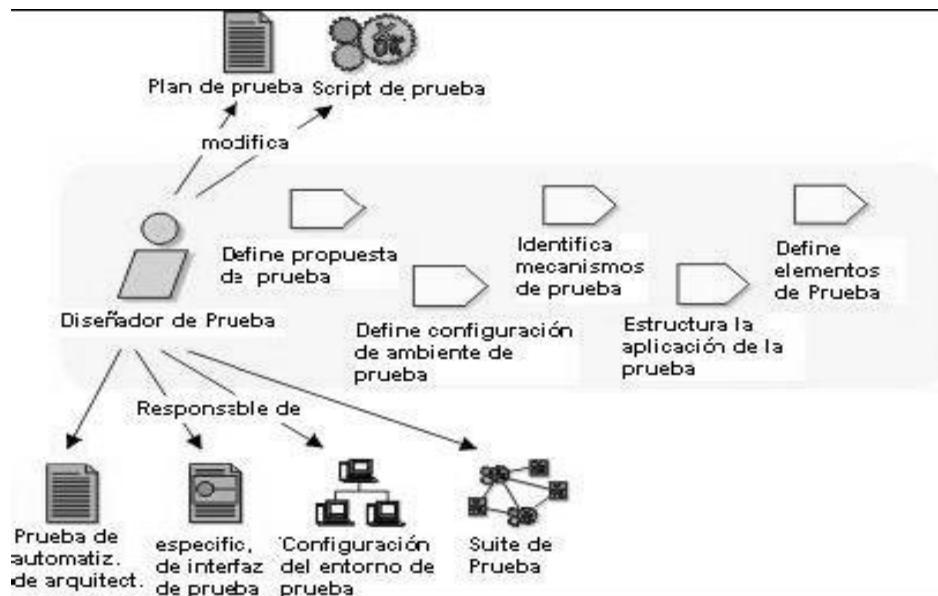 Plan de prueba
Script de prueba
modifica
Define propuesta
de prueba
Identifica
mecanismos
de prueba
Define
elementos
de Prueba
Diseñador de Prueba
Define configuración
de ambiente de
prueba
Estructura la
aplicación de la
prueba
Responsable de
Prueba de
automatiz.
de arquitect.
especific,
de interfaz
de prueba
Configuración
del entorno de
prueba
Suite de
Prueba